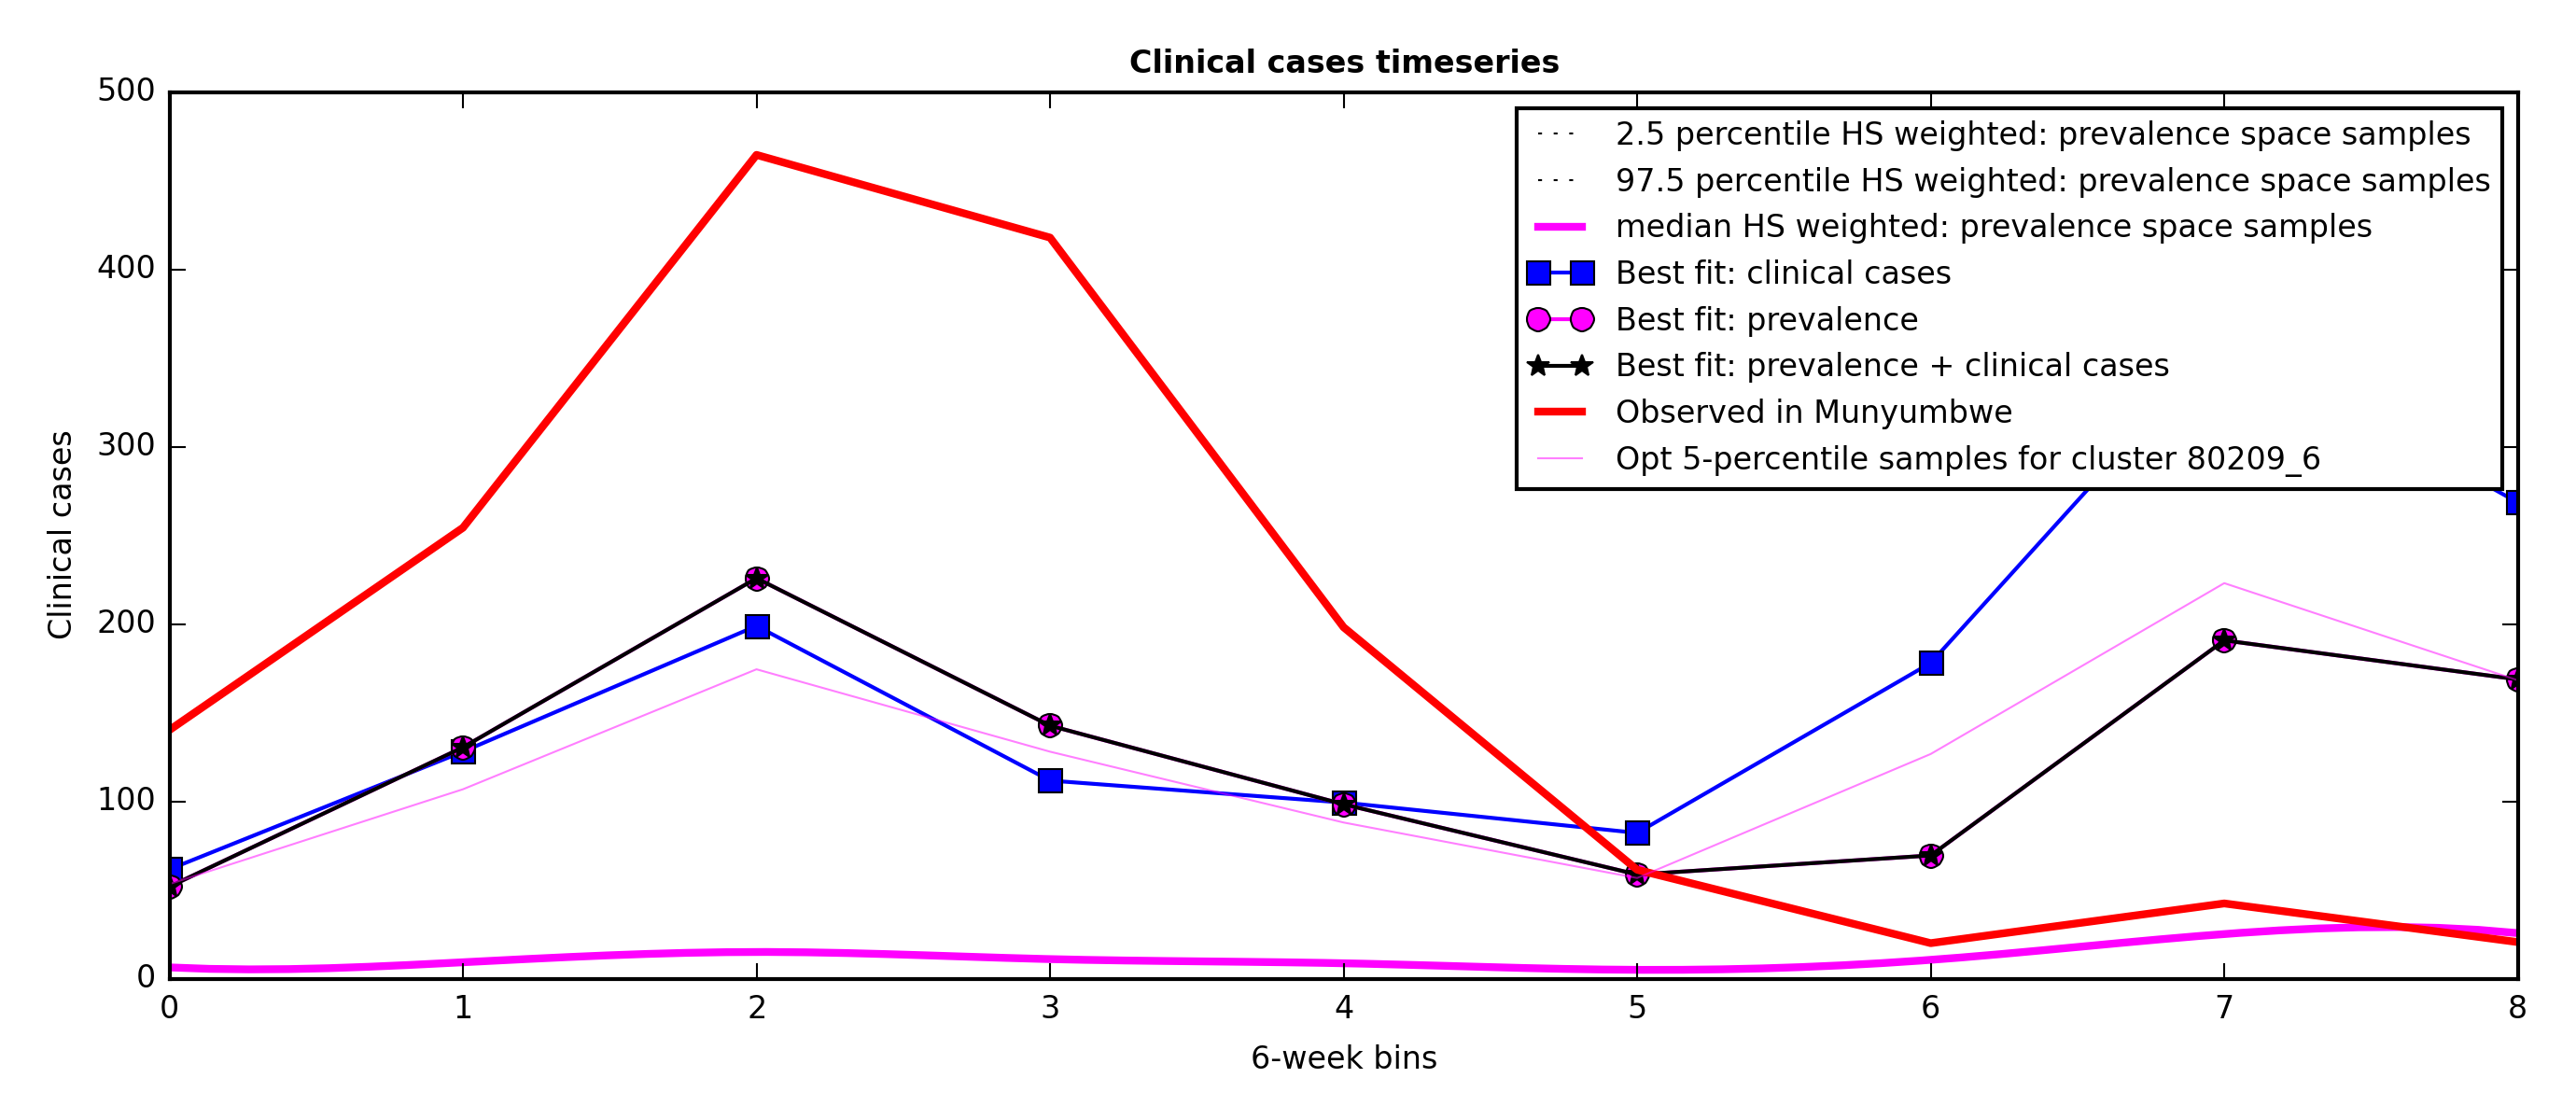 Clinical cases timeseries
500
400
300
200
100
0
Clinical cases
2.5 percentile HS weighted: prevalence space samples
97.5 percentile HS weighted: prevalence space samples
median HS weighted: prevalence space samples
Best fit: clinical cases
Best fit: prevalence
Best fit: prevalence + clinical cases
Observed in Munyumbwe
Opt 5-percentile samples for cluster 80209_6
0 1 2 3 4 5 6 7 8
6-week bins